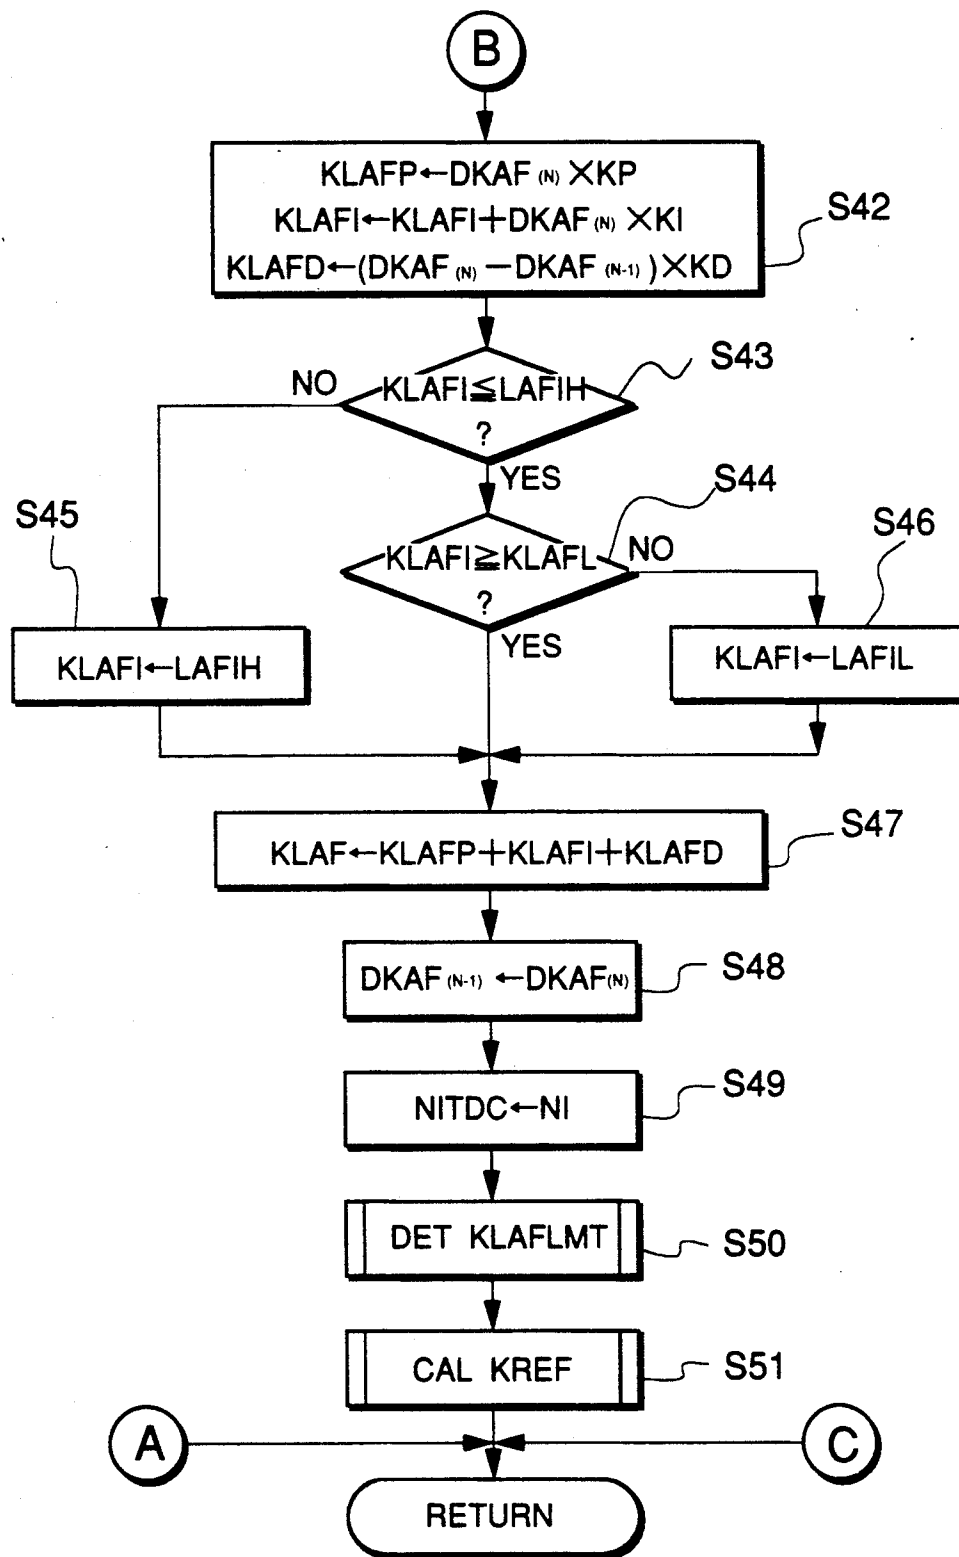 B
KLAFP←DKAF (N) ×KP
KLAFI←KLAFI+DKAF (N) ×KI
KLAFD←(DKAF (N) −DKAF (N-1) )×KD
S42
KLAFI≦LAFIH
?
S43
NO
YES
KLAFI≧KLAFL
?
S44
NO
YES
S45
KLAFI←LAFIH
S46
KLAFI←LAFIL
KLAF←KLAFP+KLAFI+KLAFD
S47
DKAF (N-1) ←DKAF (N)
S48
NITDC←NI
S49
DET KLAFLMT
S50
CAL KREF
S51
A
C
RETURN